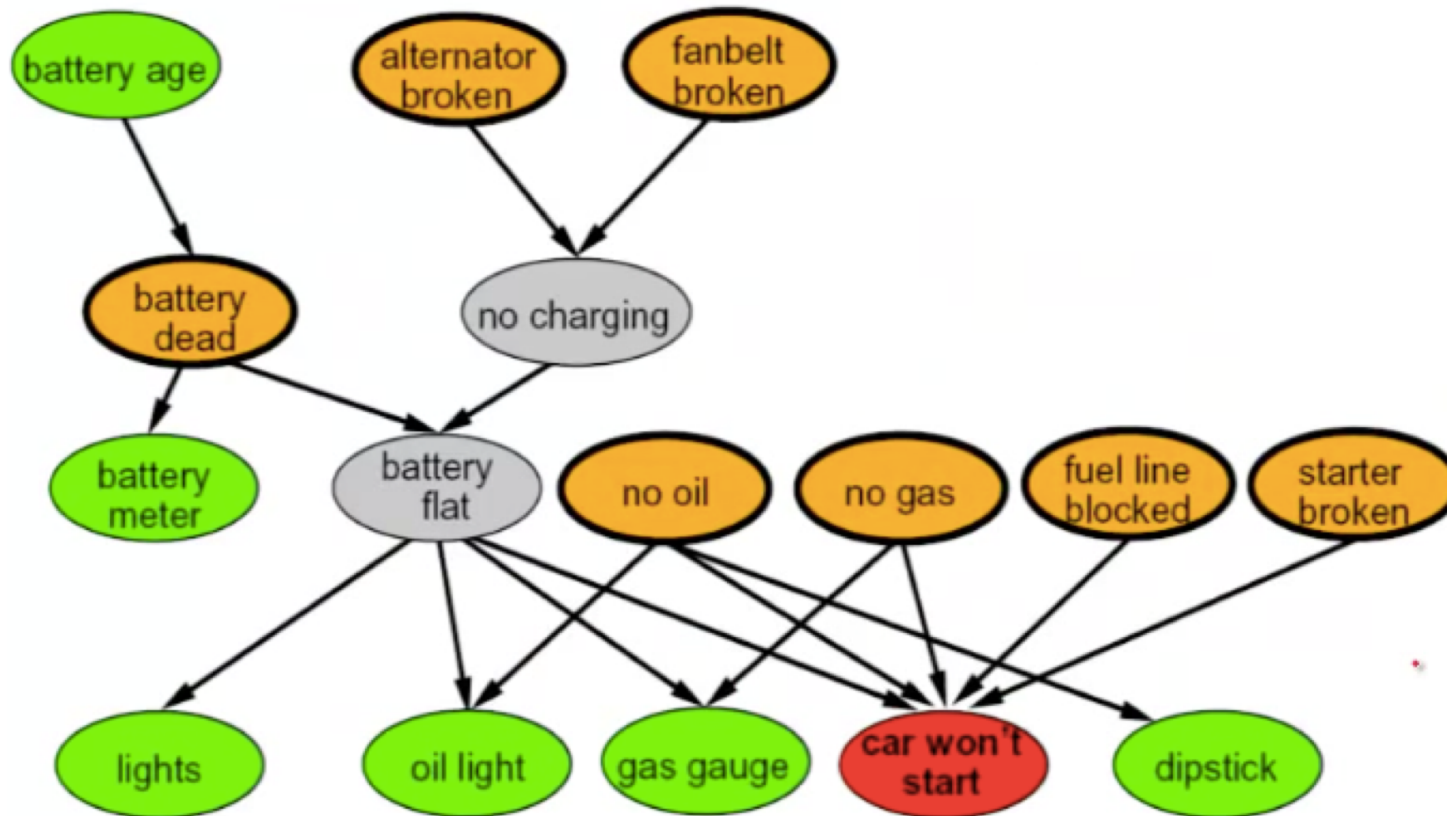 battery age
alternator
broken
fanbelt
broken
battery
dead
no charging
battery
meter
battery
flat
no oil
no gas
fuel line
blocked
starter
broken
lights
oil light
gas gauge
car won't
start
dipstick